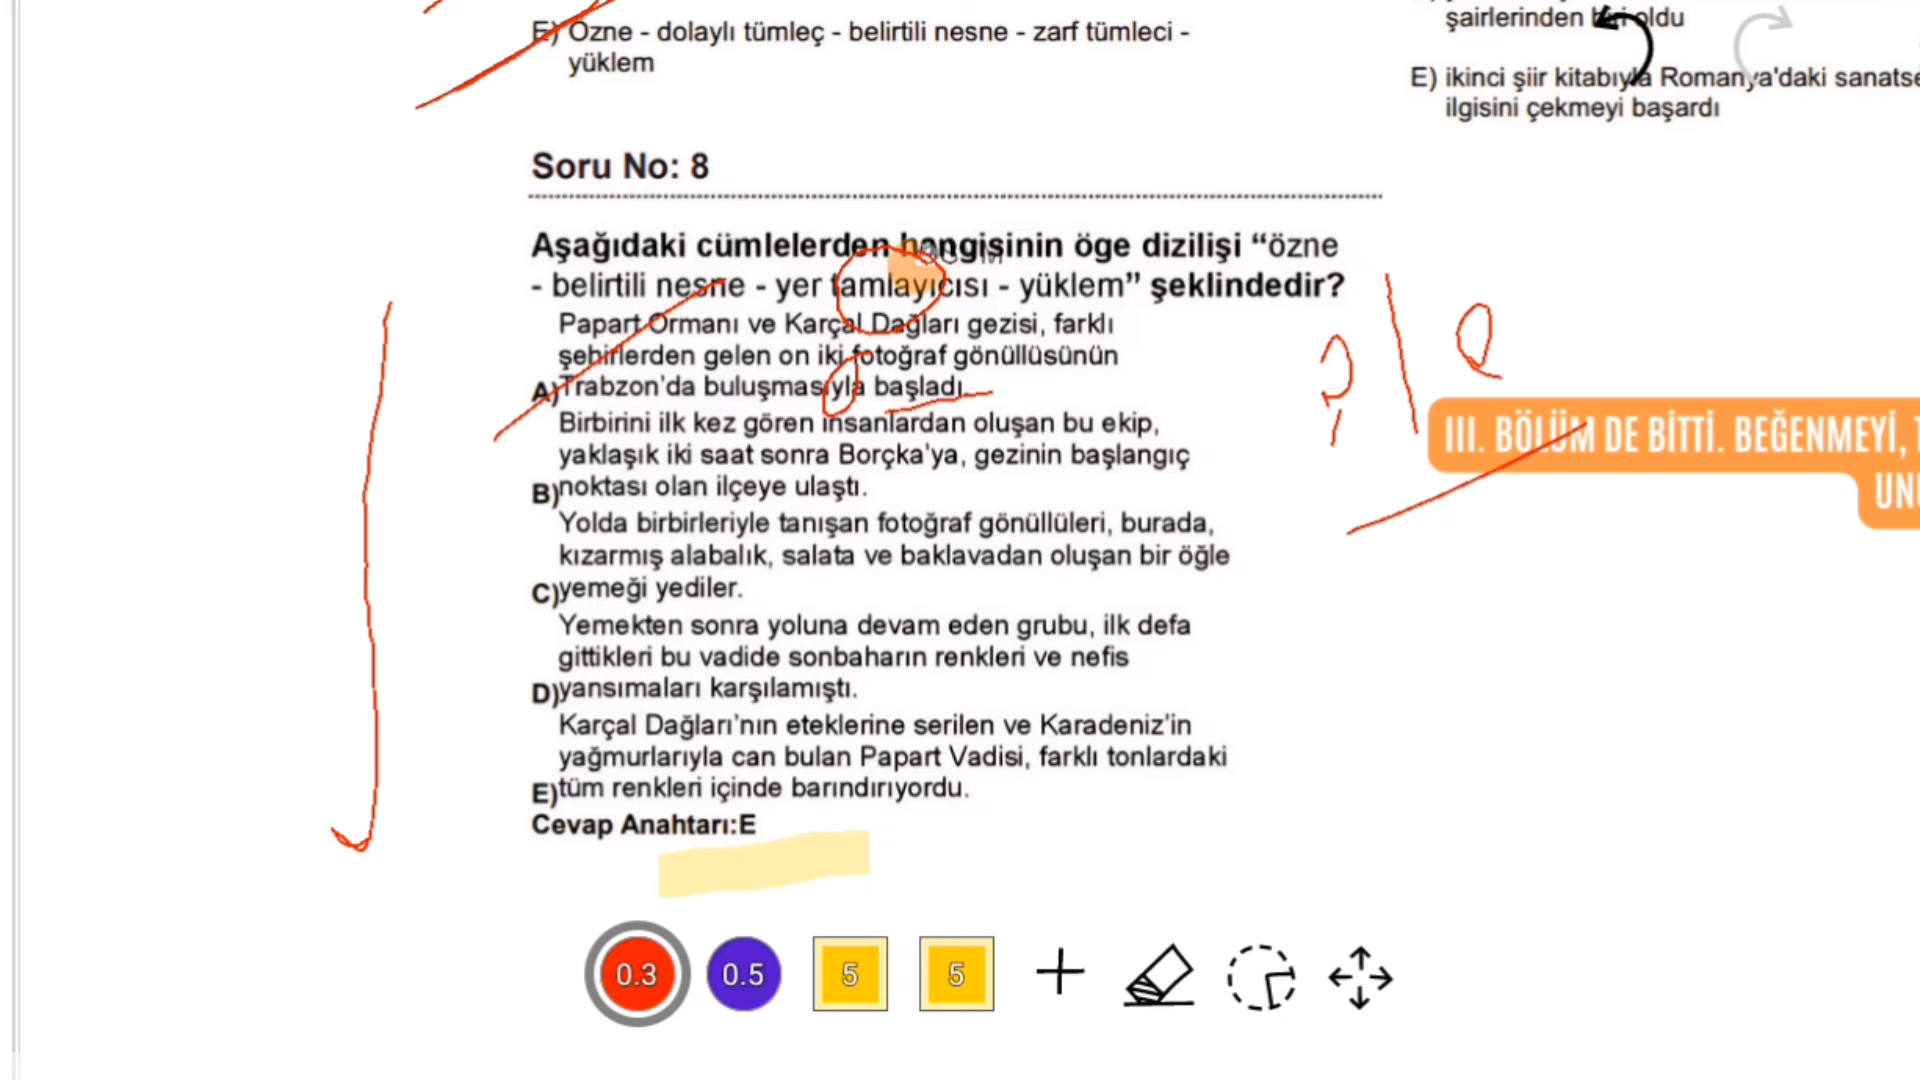 E) Özne - dolaylı tümleç - belirtili nesne - zarf tümleci -
yüklem
Soru No: 8
Aşağıdaki cümlelerden hangisinin öge dizilişi “özne
- belirtili nesne - yer tamlayıcısı - yüklem” şeklindedir?
Papart Ormanı ve Karçal Dağları gezisi, farklı
şehirlerden gelen on iki fotoğraf gönüllüsünün
A)Trabzon'da buluşmasıyla başladı.
Birbirini ilk kez gören insanlardan oluşan bu ekip,
yaklaşık iki saat sonra Borçka'ya, gezinin başlangıç
B)noktası olan ilçeye ulaştı.
Yolda birbirleriyle tanışan fotoğraf gönüllüleri, burada,
kızarmış alabalık, salata ve baklavadan oluşan bir öğle
C)yemeği yediler.
Yemekten sonra yoluna devam eden grubu, ilk defa
gittikleri bu vadide sonbaharın renkleri ve nefis
D)yansımaları karşılamıştı.
Karçal Dağları'nın eteklerine serilen ve Karadeniz'in
yağmurlarıyla can bulan Papart Vadisi, farklı tonlardaki
E)tüm renkleri içinde barındırıyordu.
Cevap Anahtarı:E
şairlerinden biri oldu
E) ikinci şiir kitabıyla Romanya'daki sanatse
ilgisini çekmeyi başardı
III. BÖLÜM DE BİTTİ. BEĞENMEYİ,
UN
0.3
0.5
5
5